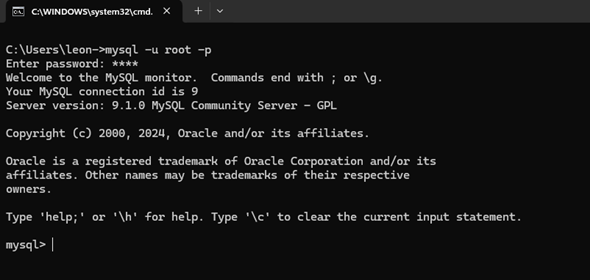 C:\WINDOWS\system32\cmd.
C:\Users\leon->mysql -u root -p
Enter password: ****
Welcome to the MySQL monitor.  Commands end with ; or \g.
Your MySQL connection id is 9
Server version: 9.1.0 MySQL Community Server - GPL
Copyright (c) 2000, 2024, Oracle and/or its affiliates.
Oracle is a registered trademark of Oracle Corporation and/or its
affiliates. Other names may be trademarks of their respective
owners.
Type 'help;' or '\h' for help. Type '\c' to clear the current input statement.
mysql>